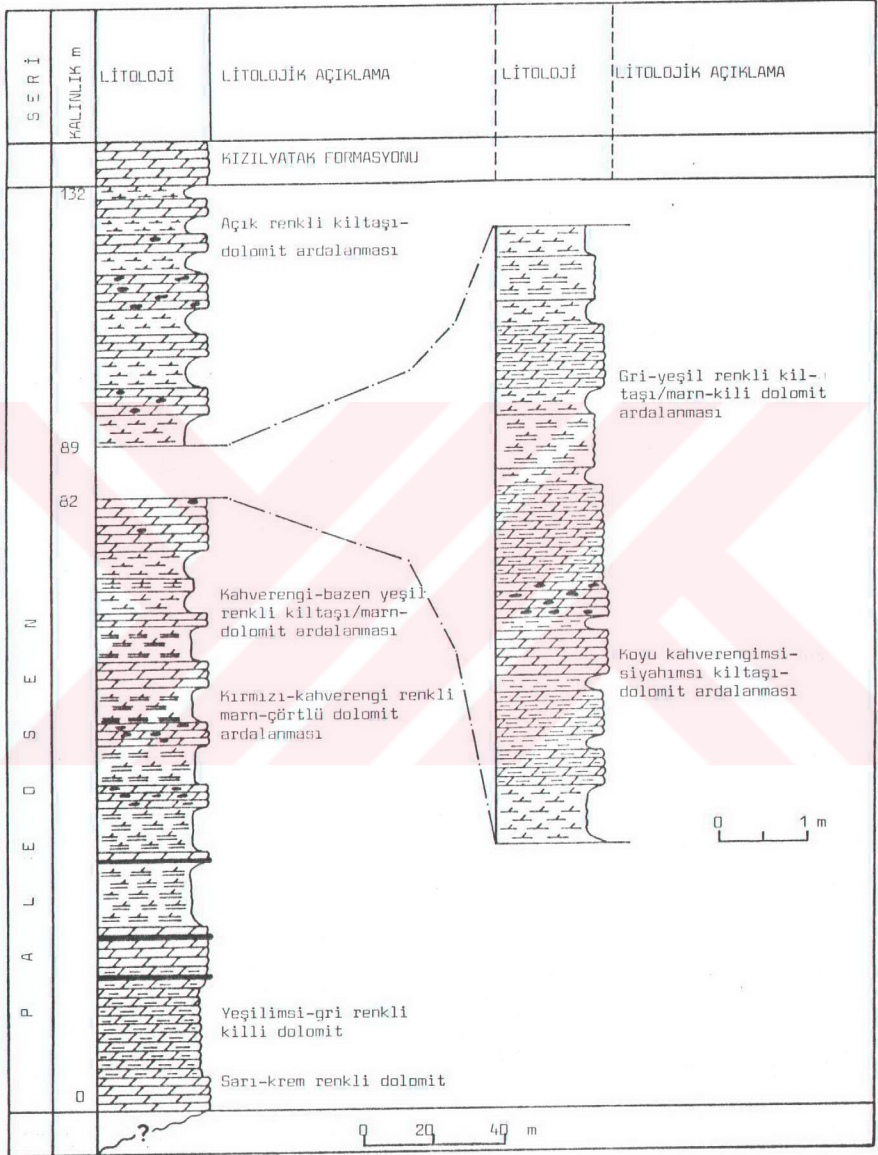 SERİ
KALINLIK m
LİTOLOJİ
LİTOLOJİK AÇIKLAMA
LİTOLOJİ
LİTOLOJİK AÇIKLAMA
KIZILYATAK FORMASYONU
132
Açık renkli kiltaşı-
dolomit ardalanması
89
82
Kahverengi-bazen yeşil
renkli kiltaşı/marn-
dolomit ardalanması
Kırmızı-kahverengi renkli
marn-çörtlü dolomit
ardalanması
Yeşilimsi-gri renkli
killi dolomit
Sarı-krem renkli dolomit
0
PALEOSEN
Gri-yeşil renkli kil-
taşı/marn-kili dolomit
ardalanması
Koyu kahverengimsi-
siyahımsı kiltaşı-
dolomit ardalanması
0 1 m
?
0 20 40 m